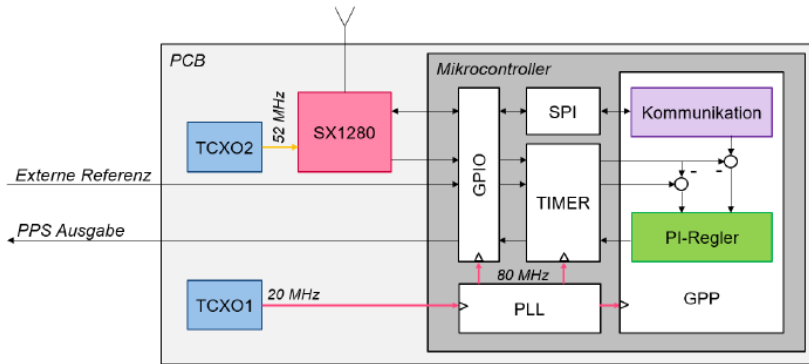 PCB
Mikrocontroller
52 MHz
TCXO2
SX1280
GPIO
SPI
Kommunikation
Externe Referenz
TIMER
-
-
PPS Ausgabe
PI-Regler
TCXO1
20 MHz
80 MHz
PLL
GPP